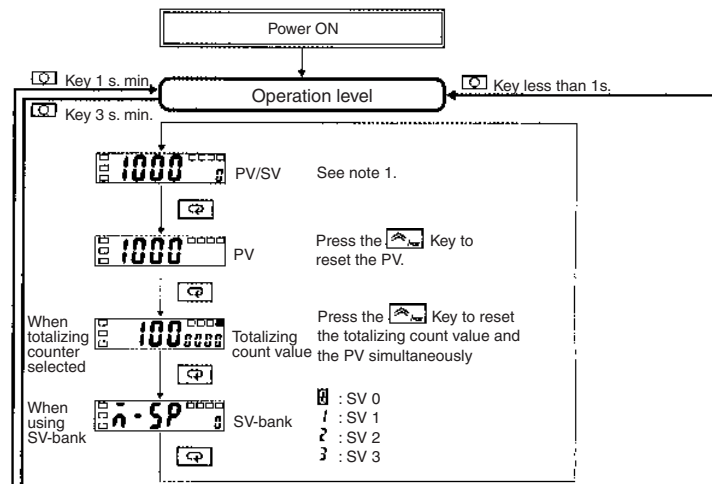 Power ON
Key 1 s. min.
Operation level
Key less than 1s.
Key 3 s. min.
1000 0
PV/SV
See note 1.
1000
PV
Press the Key to
reset the PV.
When
totalizing
counter
selected
100 0000
Totalizing
count value
Press the Key to reset
the totalizing count value and
the PV simultaneously
When
using
SV-bank
ñ-SP 0
SV-bank
0 : SV 0
1 : SV 1
2 : SV 2
3 : SV 3